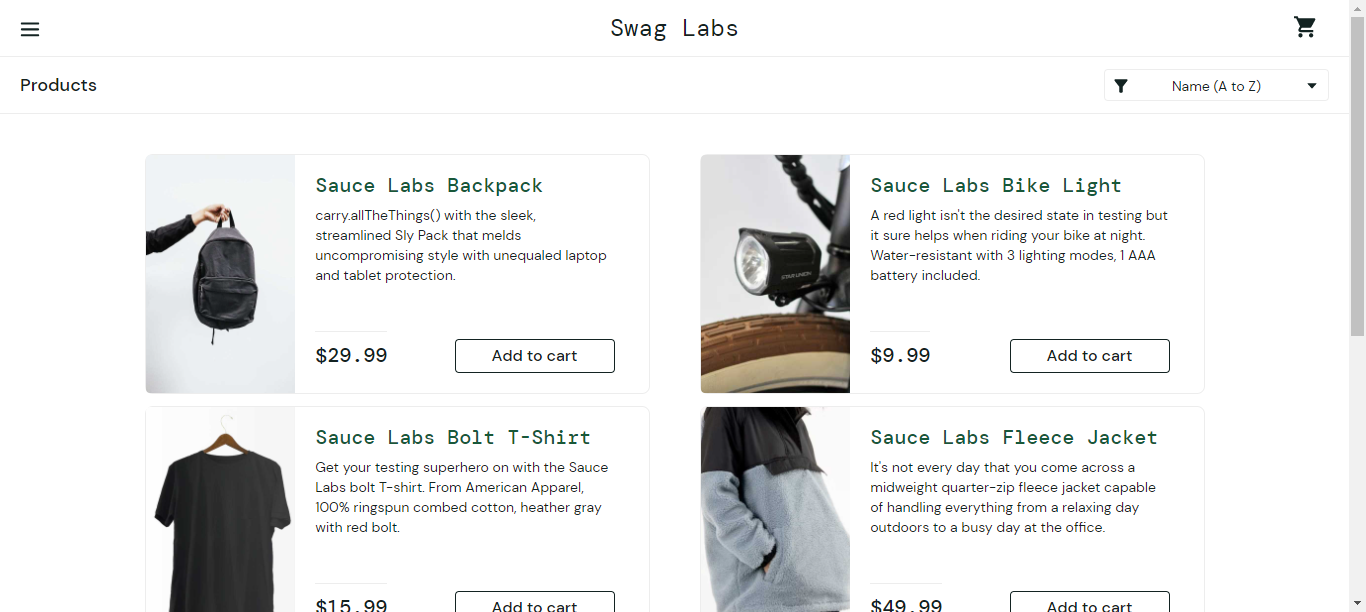 Swag Labs
Products
Name (A to Z)
Sauce Labs Backpack
carry.allTheThings() with the sleek,
streamlined Sly Pack that melds
uncompromising style with unequaled laptop
and tablet protection.
$29.99
Add to cart
Sauce Labs Bike Light
A red light isn't the desired state in testing but
it sure helps when riding your bike at night.
Water-resistant with 3 lighting modes, 1 AAA
battery included.
STAR UNION
$9.99
Add to cart
Sauce Labs Bolt T-Shirt
Get your testing superhero on with the Sauce
Labs bolt T-shirt. From American Apparel,
100% ringspun combed cotton, heather gray
with red bolt.
$15.99
Add to cart
Sauce Labs Fleece Jacket
It's not every day that you come across a
midweight quarter-zip fleece jacket capable
of handling everything from a relaxing day
outdoors to a busy day at the office.
$49.99
Add to cart